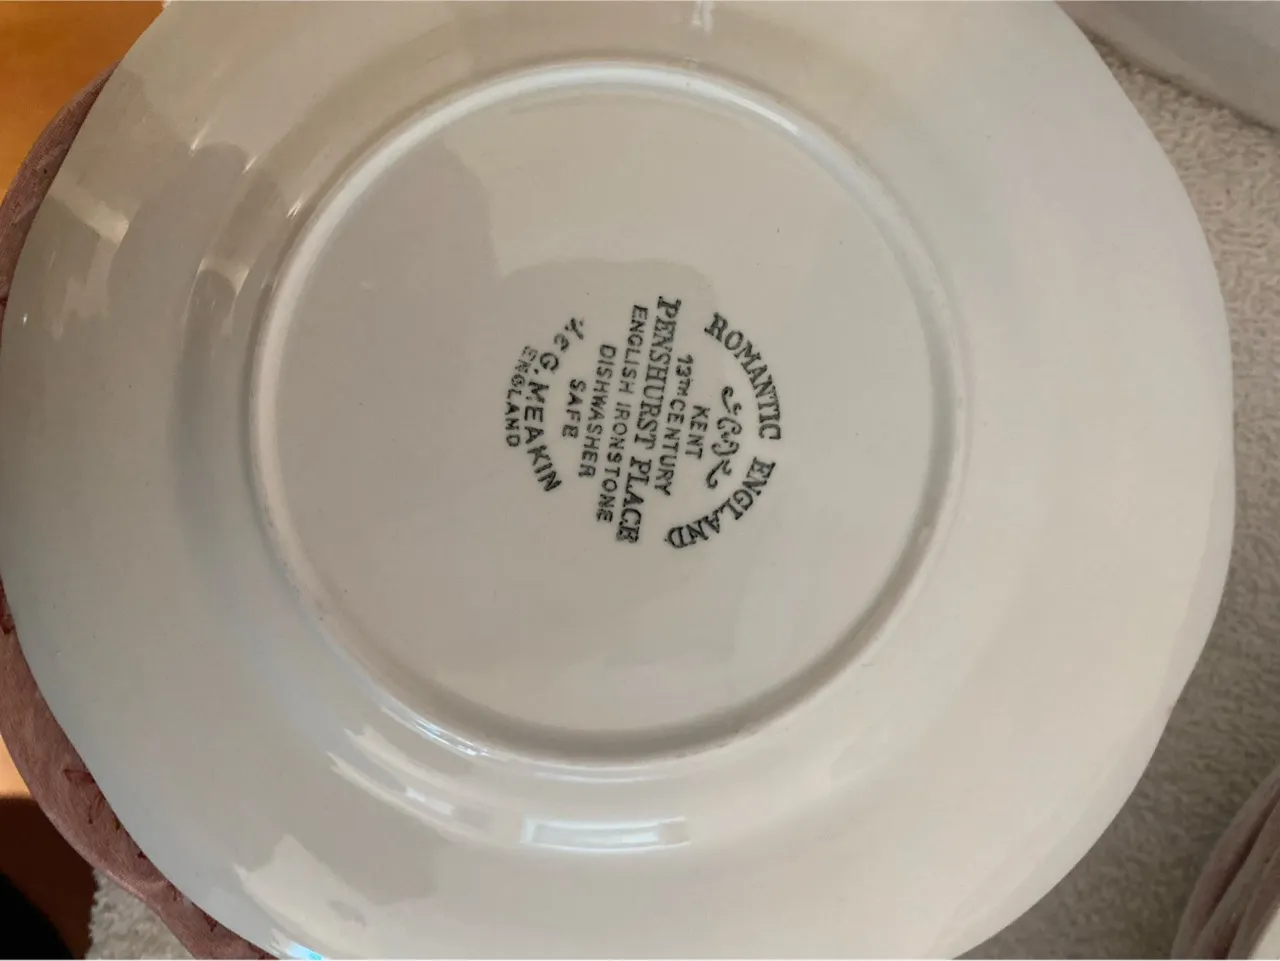 ROMANTIC ENGLAND
KENT
13TH CENTURY
PENSHURST PLACE
ENGLISH IRONSTONE
DISHWASHER
SAFE
J & G. MEAKIN
ENGLAND